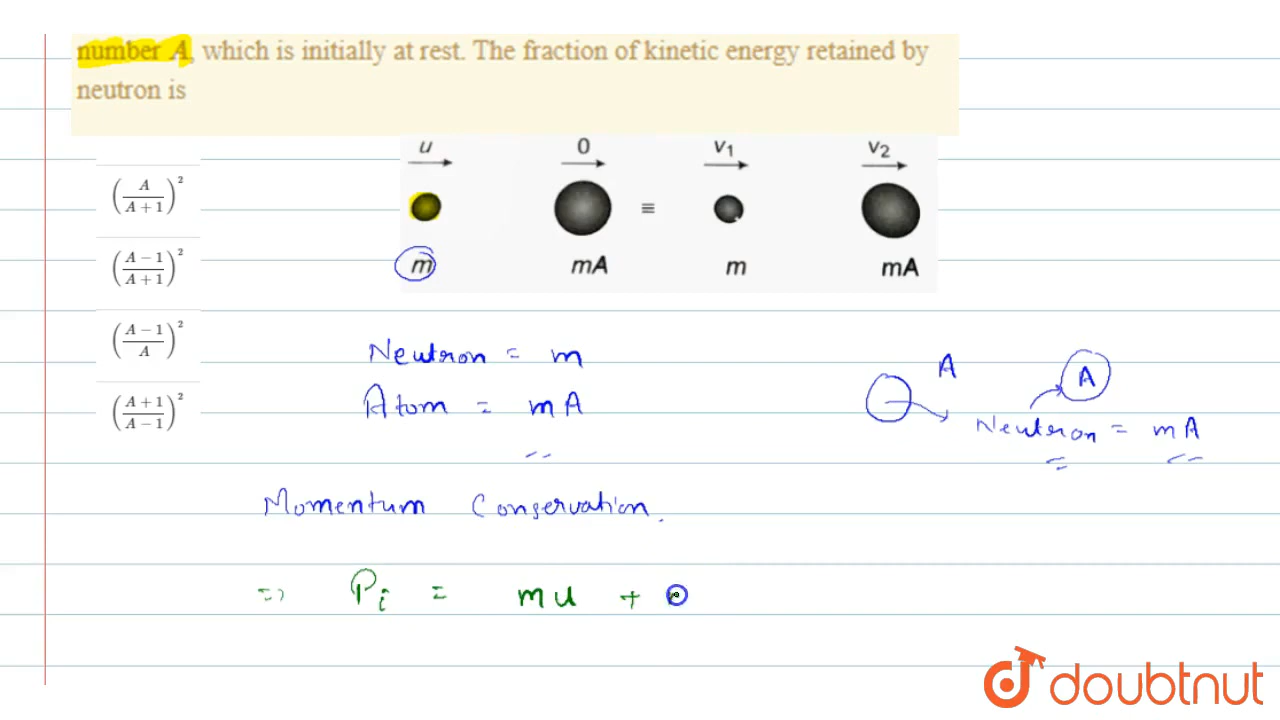 number A, which is initially at rest. The fraction of kinetic energy retained by
neutron is
u 0 v₁ v₂
m mA ≡ m mA
(A/(A+1))²
((A−1)/(A+1))²
((A−1)/A)²
((A+1)/(A−1))²
Neutron = m
Atom = mA
A
A
Neutron = mA
Momentum Conservation.
⇒ Pi = mu +
doubtnut